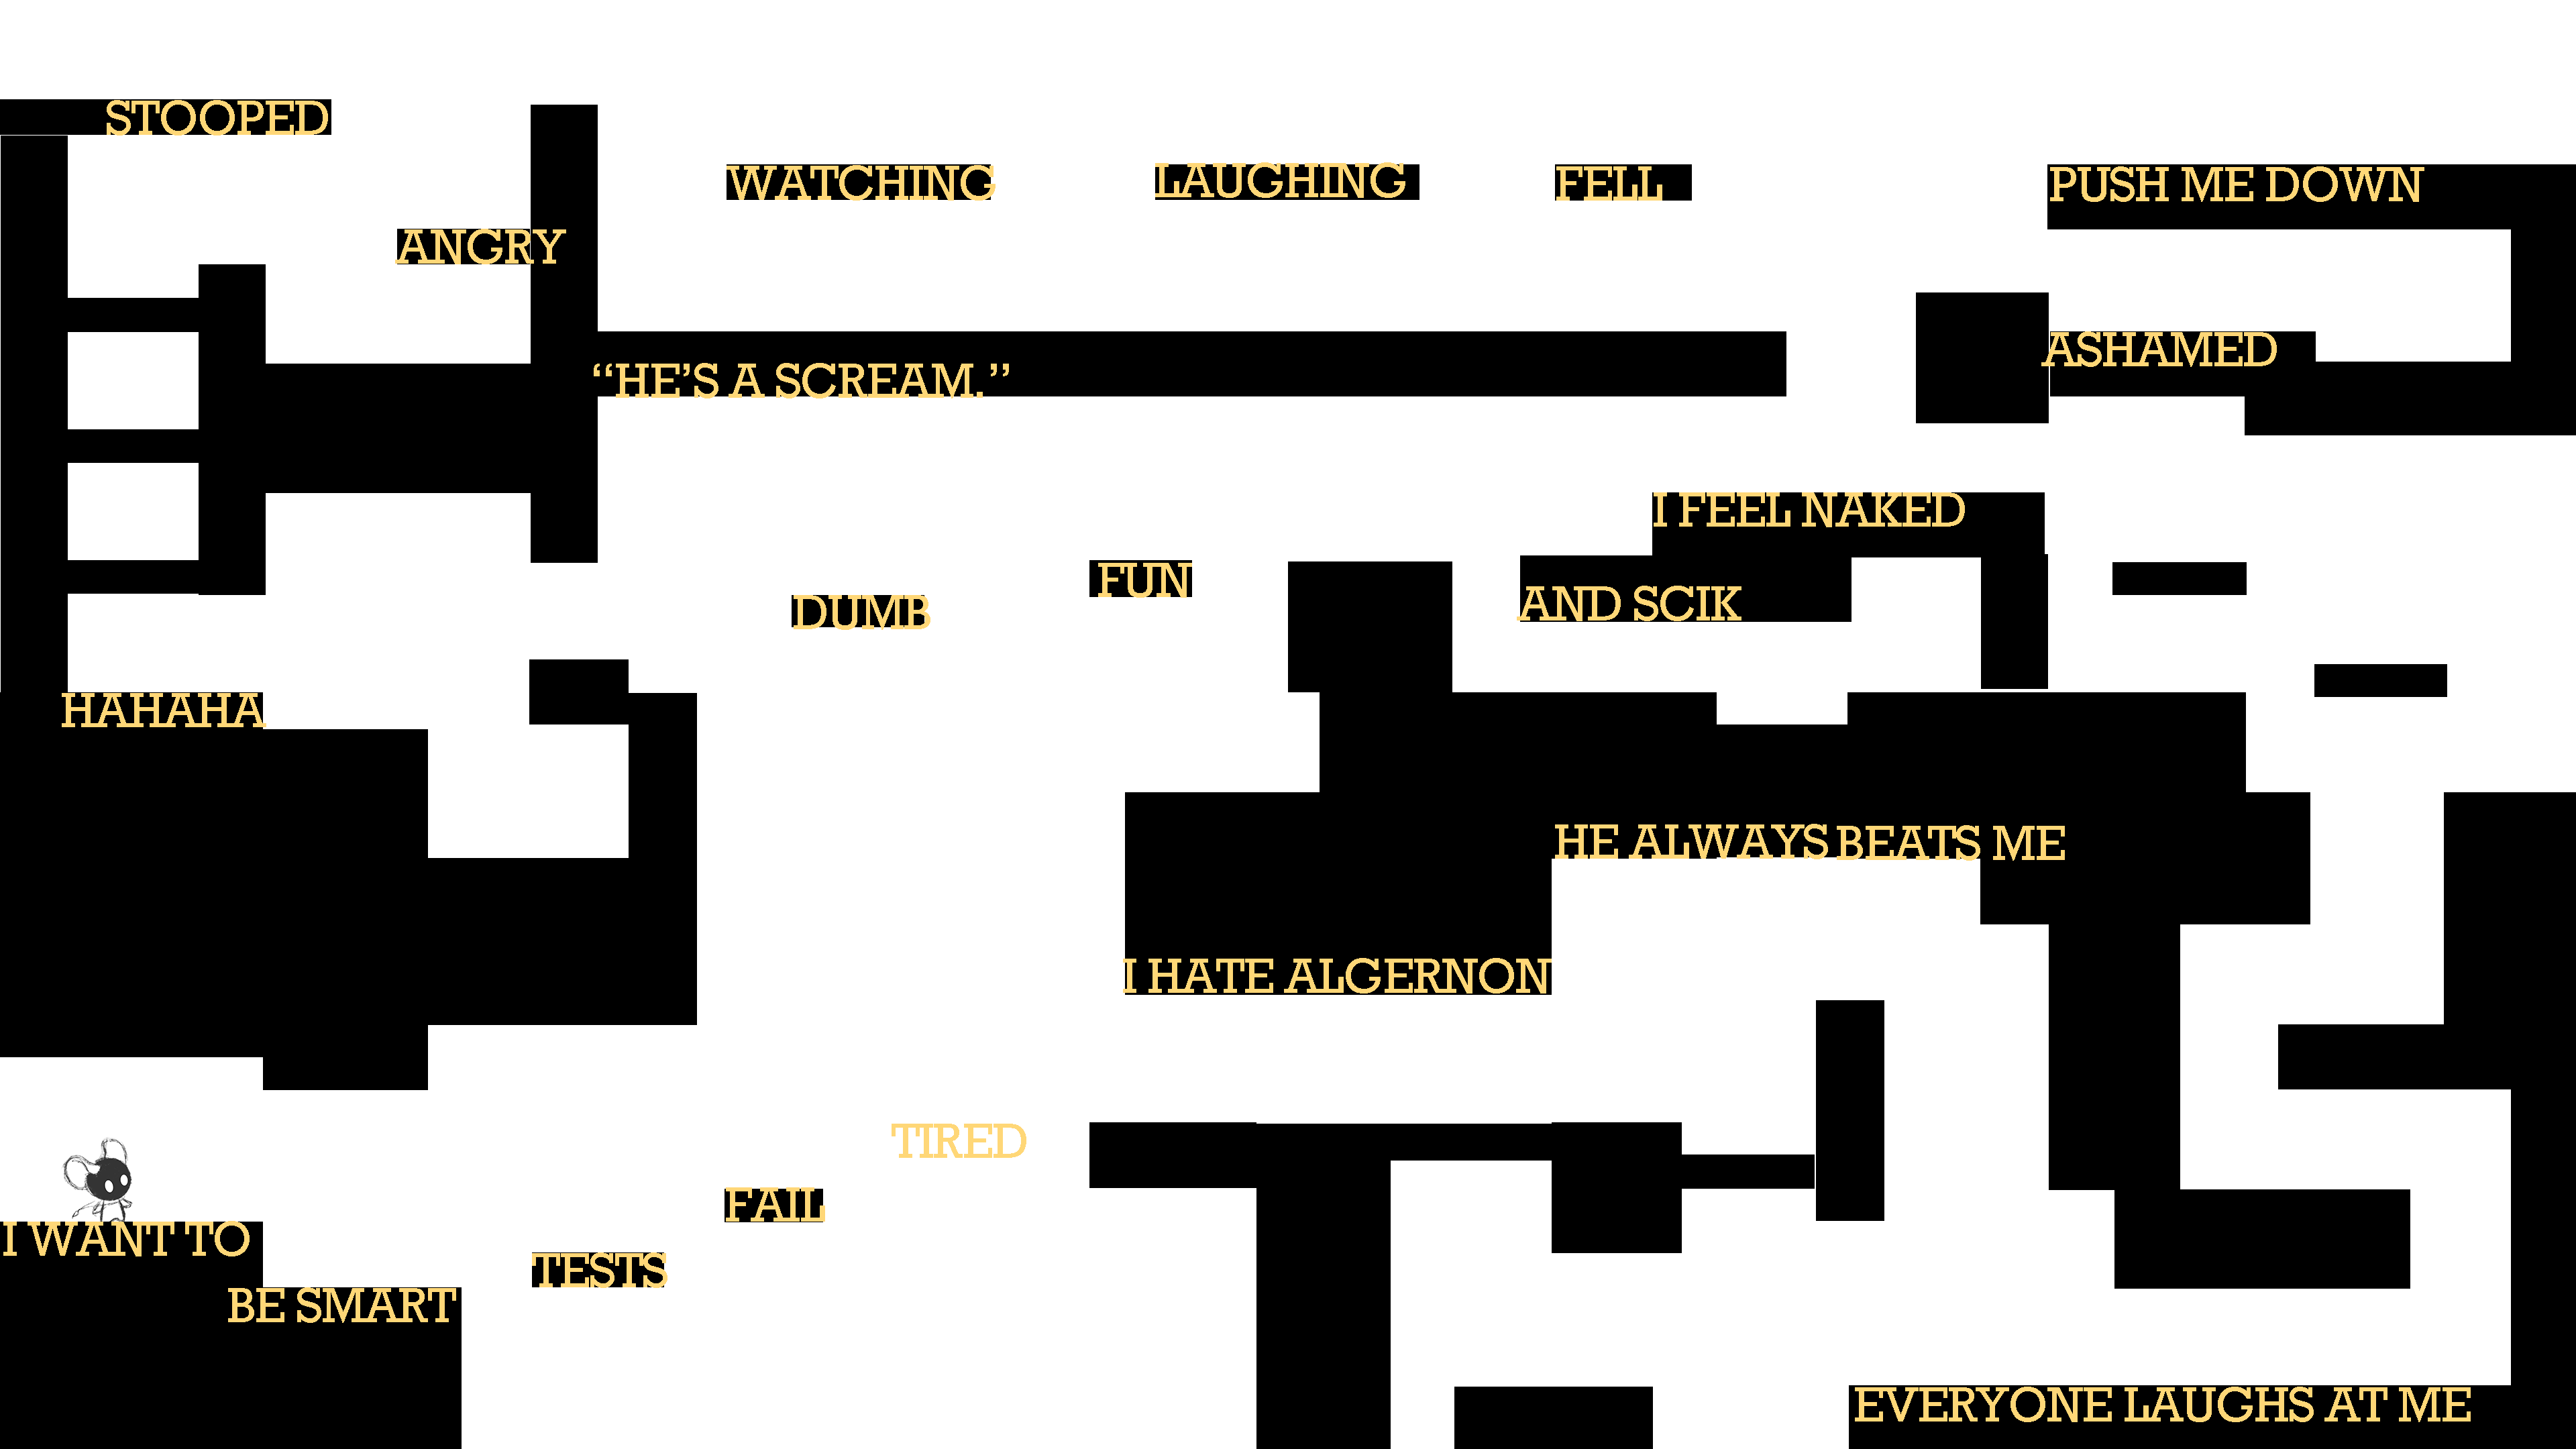 STOOPED
WATCHING
LAUGHING
FELL
PUSH ME DOWN
ANGRY
ASHAMED
“HE’S A SCREAM.”
I FEEL NAKED
FUN
AND SCIK
DUMB
HAHAHA
HE ALWAYS BEATS ME
I HATE ALGERNON
TIRED
FAIL
I WANT TO
TESTS
BE SMART
EVERYONE LAUGHS AT ME